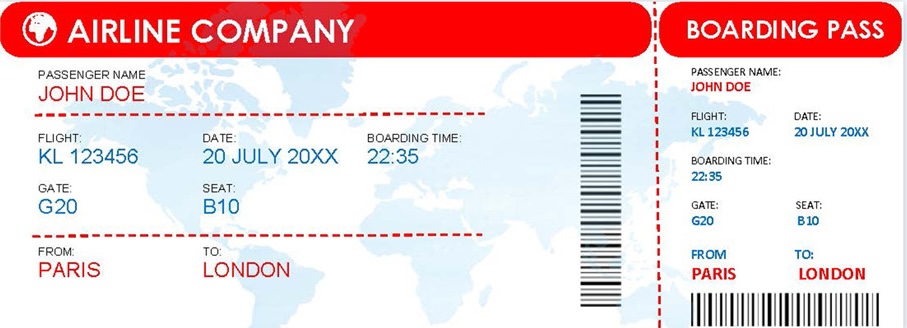 AIRLINE COMPANY
PASSENGER NAME
JOHN DOE
FLIGHT: DATE: BOARDING TIME:
KL 123456 20 JULY 20XX 22:35
GATE: SEAT:
G20 B10
FROM: TO:
PARIS LONDON
BOARDING PASS
PASSENGER NAME:
JOHN DOE
FLIGHT: DATE:
KL 123456 20 JULY 20XX
BOARDING TIME:
22:35
GATE: SEAT:
G20 B10
FROM TO:
PARIS LONDON